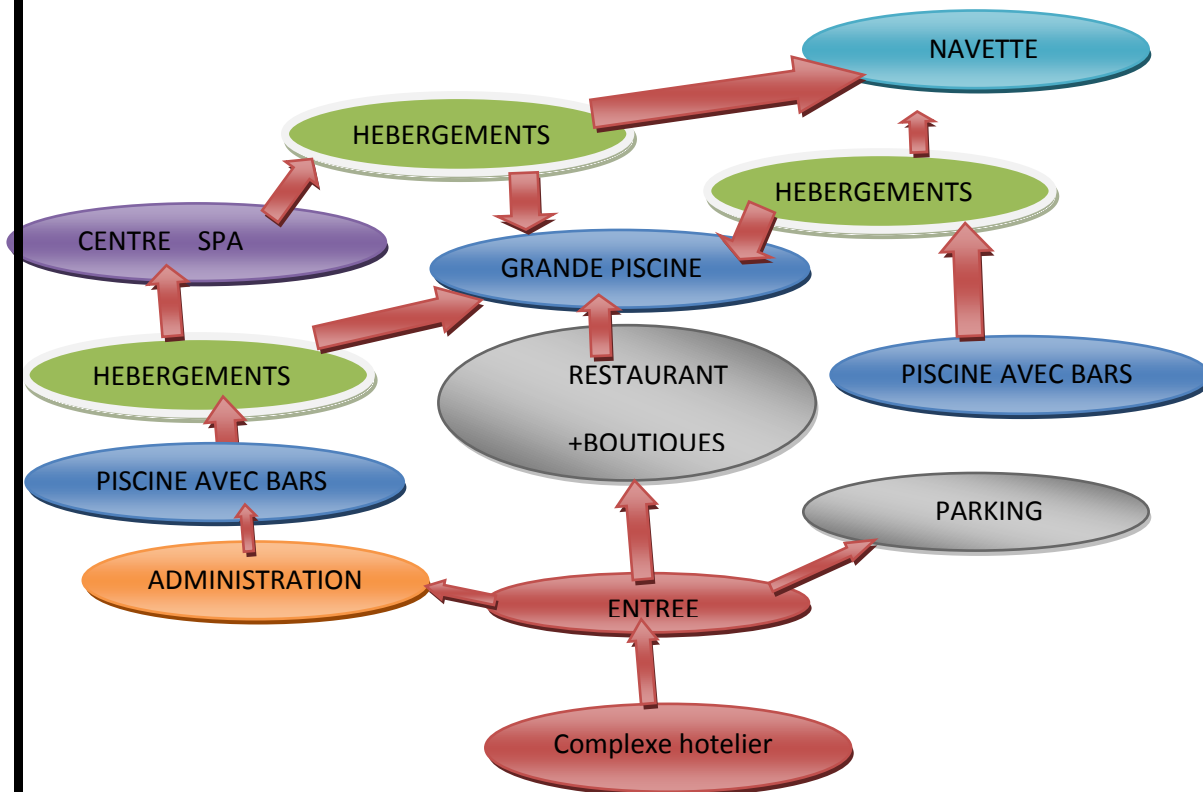 NAVETTE
HEBERGEMENTS
HEBERGEMENTS
CENTRE SPA
GRANDE PISCINE
HEBERGEMENTS
RESTAURANT
+BOUTIQUES
PISCINE AVEC BARS
PISCINE AVEC BARS
PARKING
ADMINISTRATION
ENTREE
Complexe hotelier